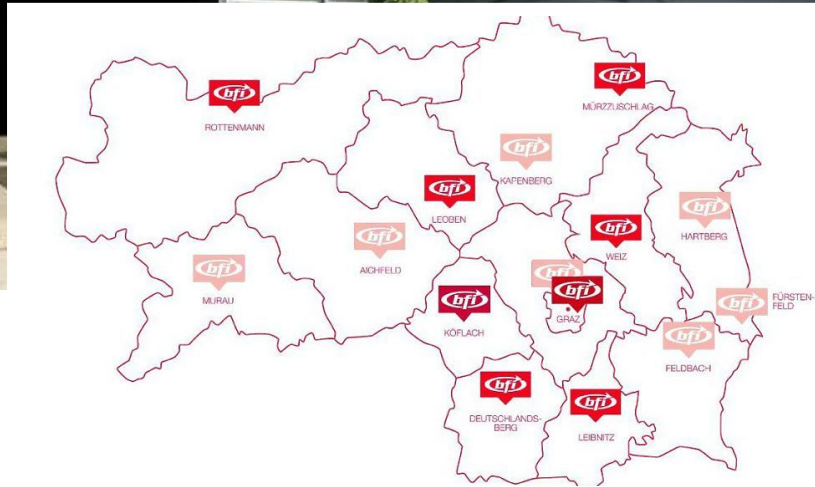 bfi
MÜRZZUSCHLAG
bfi
ROTTENMANN
bfi
KAPENBERG
bfi
LEOBEN
bfi
HARTBERG
bfi
WEIZ
bfi
AICHFELD
bfi
MURAU
bfi
bfi
GRAZ
bfi
KÖFLACH
bfi
FÜRSTEN-
FELD
bfi
FELDBACH
bfi
DEUTSCHLANDS-
BERG
bfi
LEIBNITZ